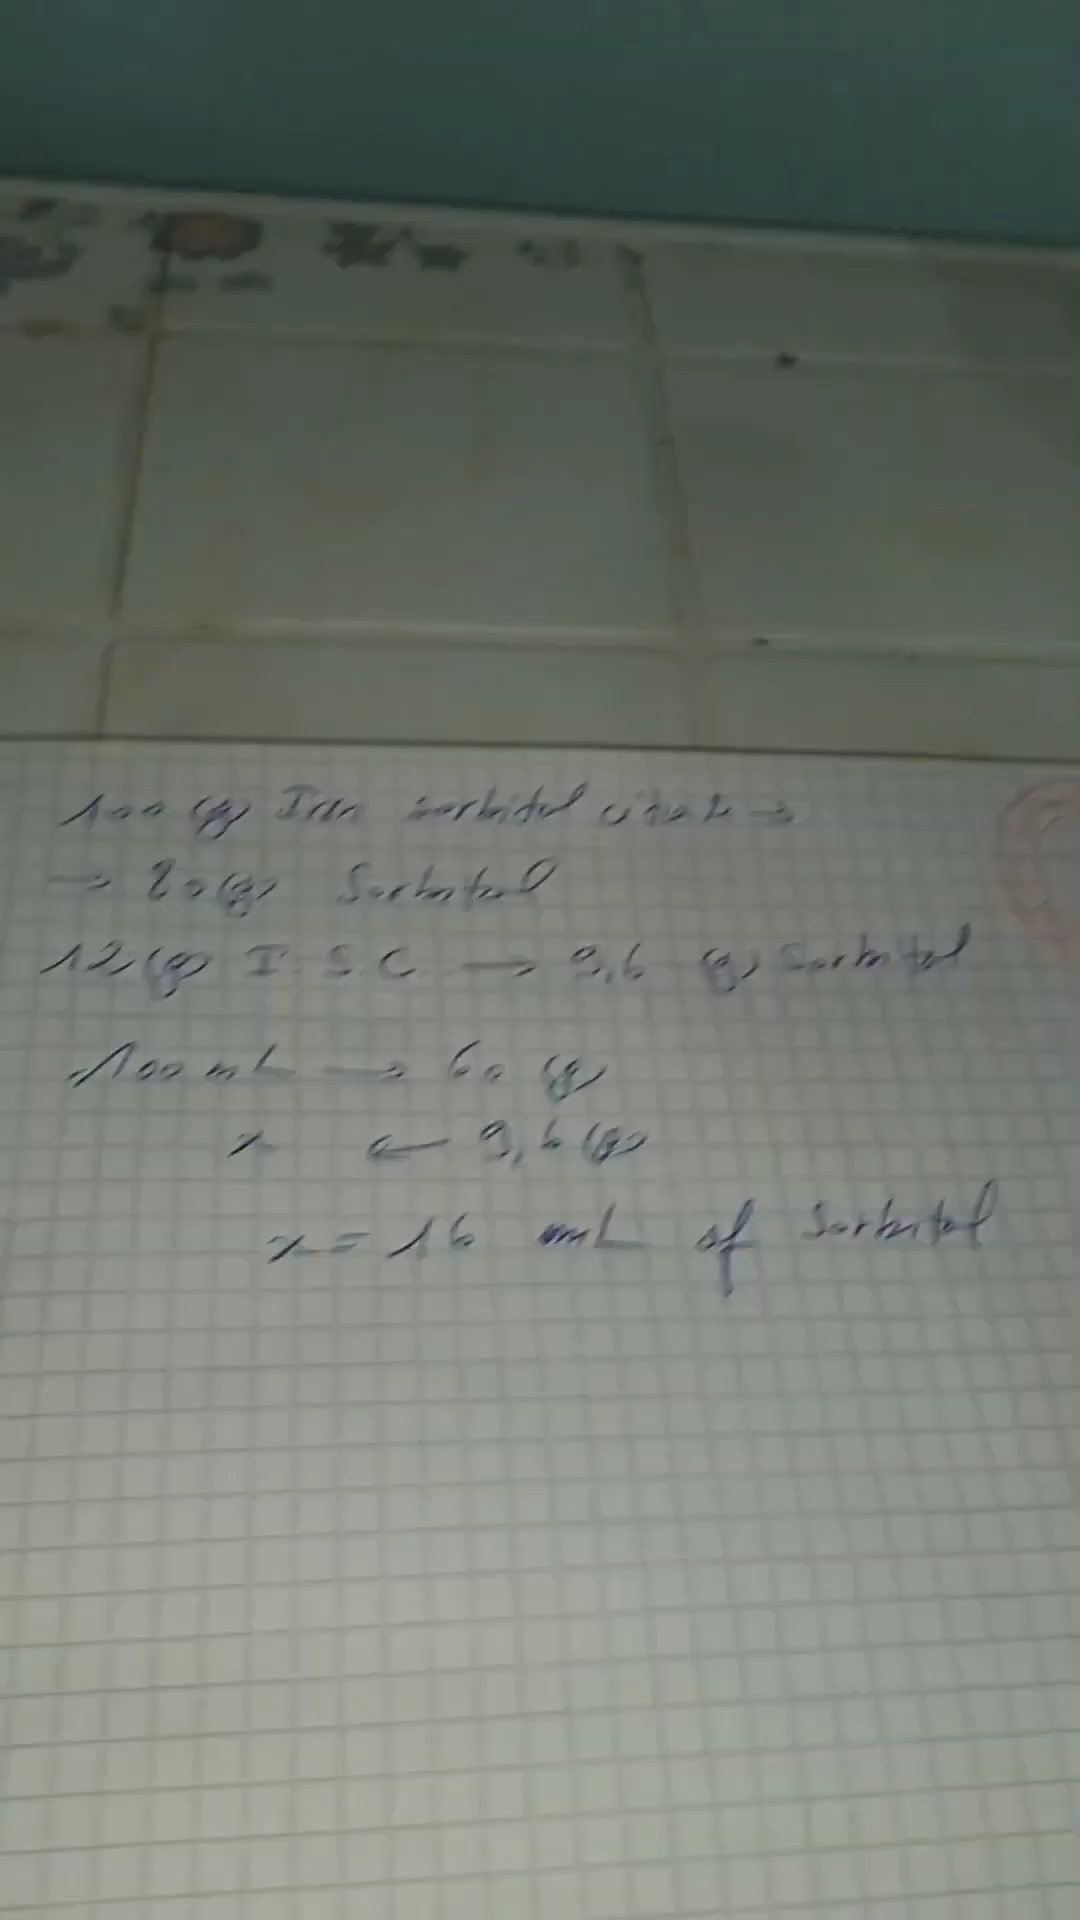 100 (g) Iron sorbitol citrate →
→ 80 (g) Sorbitol
12 (g) I. S. C → 9,6 (g) Sorbitol
100 mL → 60 (g)
x ← 9,6 (g)
x = 16 mL of Sorbitol